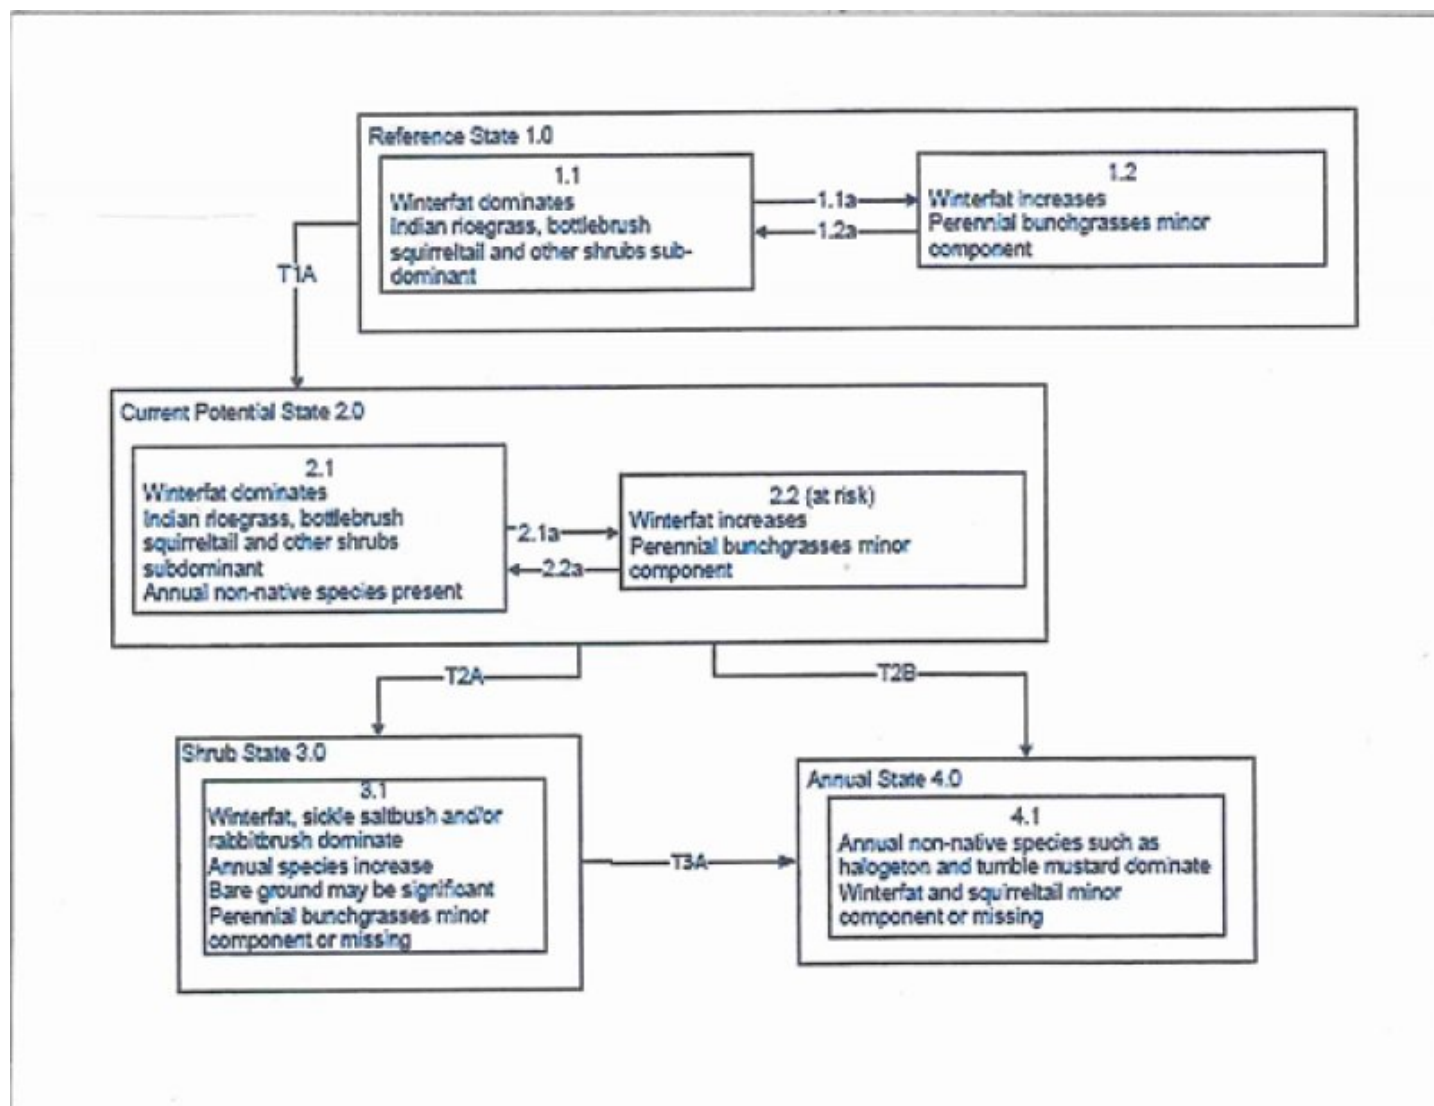 Reference State 1.0
1.1
Winterfat dominates
Indian ricegrass, bottlebrush
squirreltail and other shrubs sub-
dominant
1.1a
1.2a
1.2
Winterfat increases
Perennial bunchgrasses minor
component
T1A
Current Potential State 2.0
2.1
Winterfat dominates
Indian ricegrass, bottlebrush
squirreltail and other shrubs
subdominant
Annual non-native species present
2.1a
2.2a
2.2 (at risk)
Winterfat increases
Perennial bunchgrasses minor
component
T2A
T2B
Shrub State 3.0
3.1
Winterfat, sickle saltbush and/or
rabbitbrush dominate
Annual species increase
Bare ground may be significant
Perennial bunchgrasses minor
component or missing
T3A
Annual State 4.0
4.1
Annual non-native species such as
halogeton and tumble mustard dominate
Winterfat and squirreltail minor
component or missing